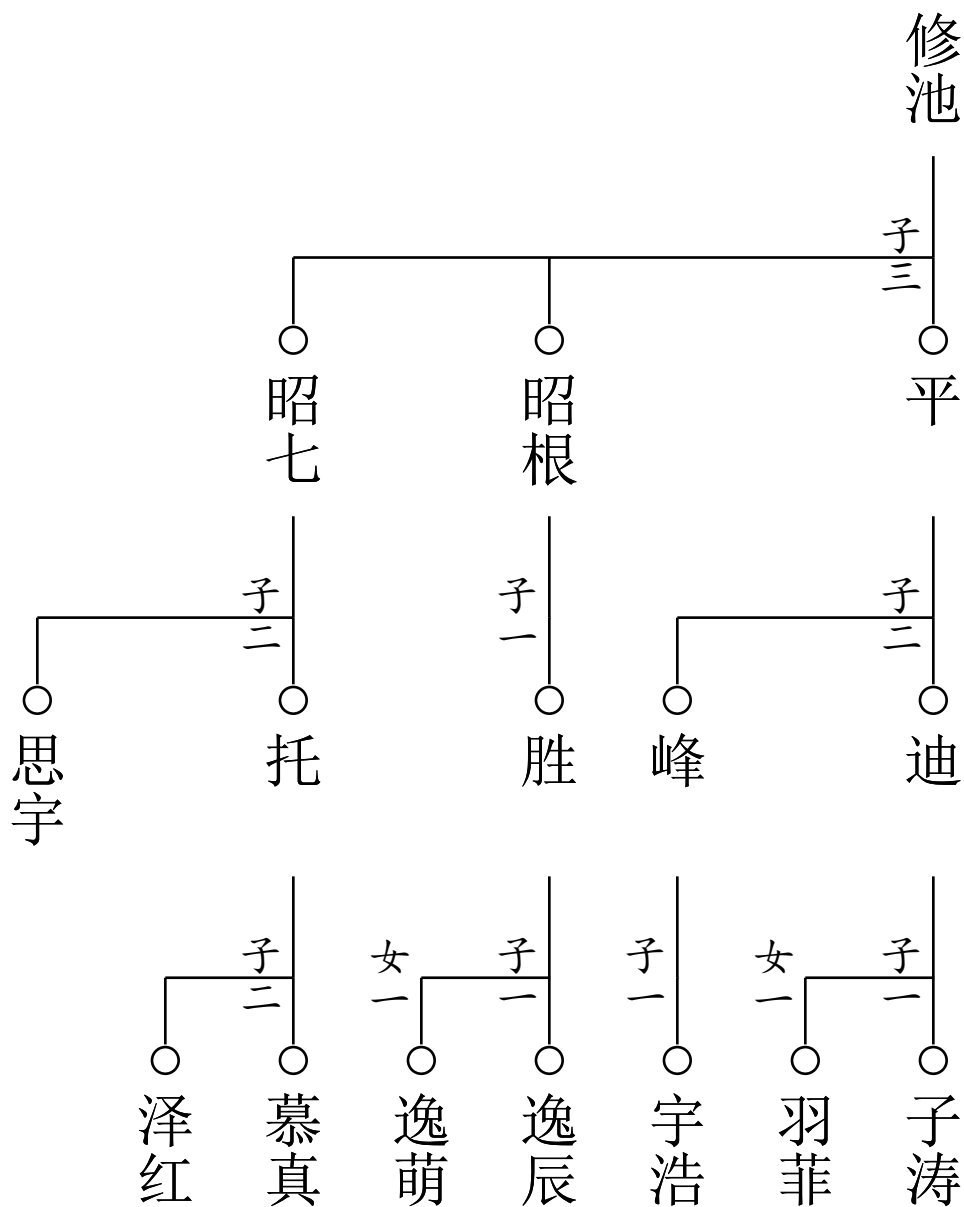 修池
子三
平
昭根
昭七
子二
子一
子二
迪
峰
胜
托
思宇
子一
女一
子一
子一
女一
子二
子涛
羽菲
宇浩
逸辰
逸萌
慕真
泽红